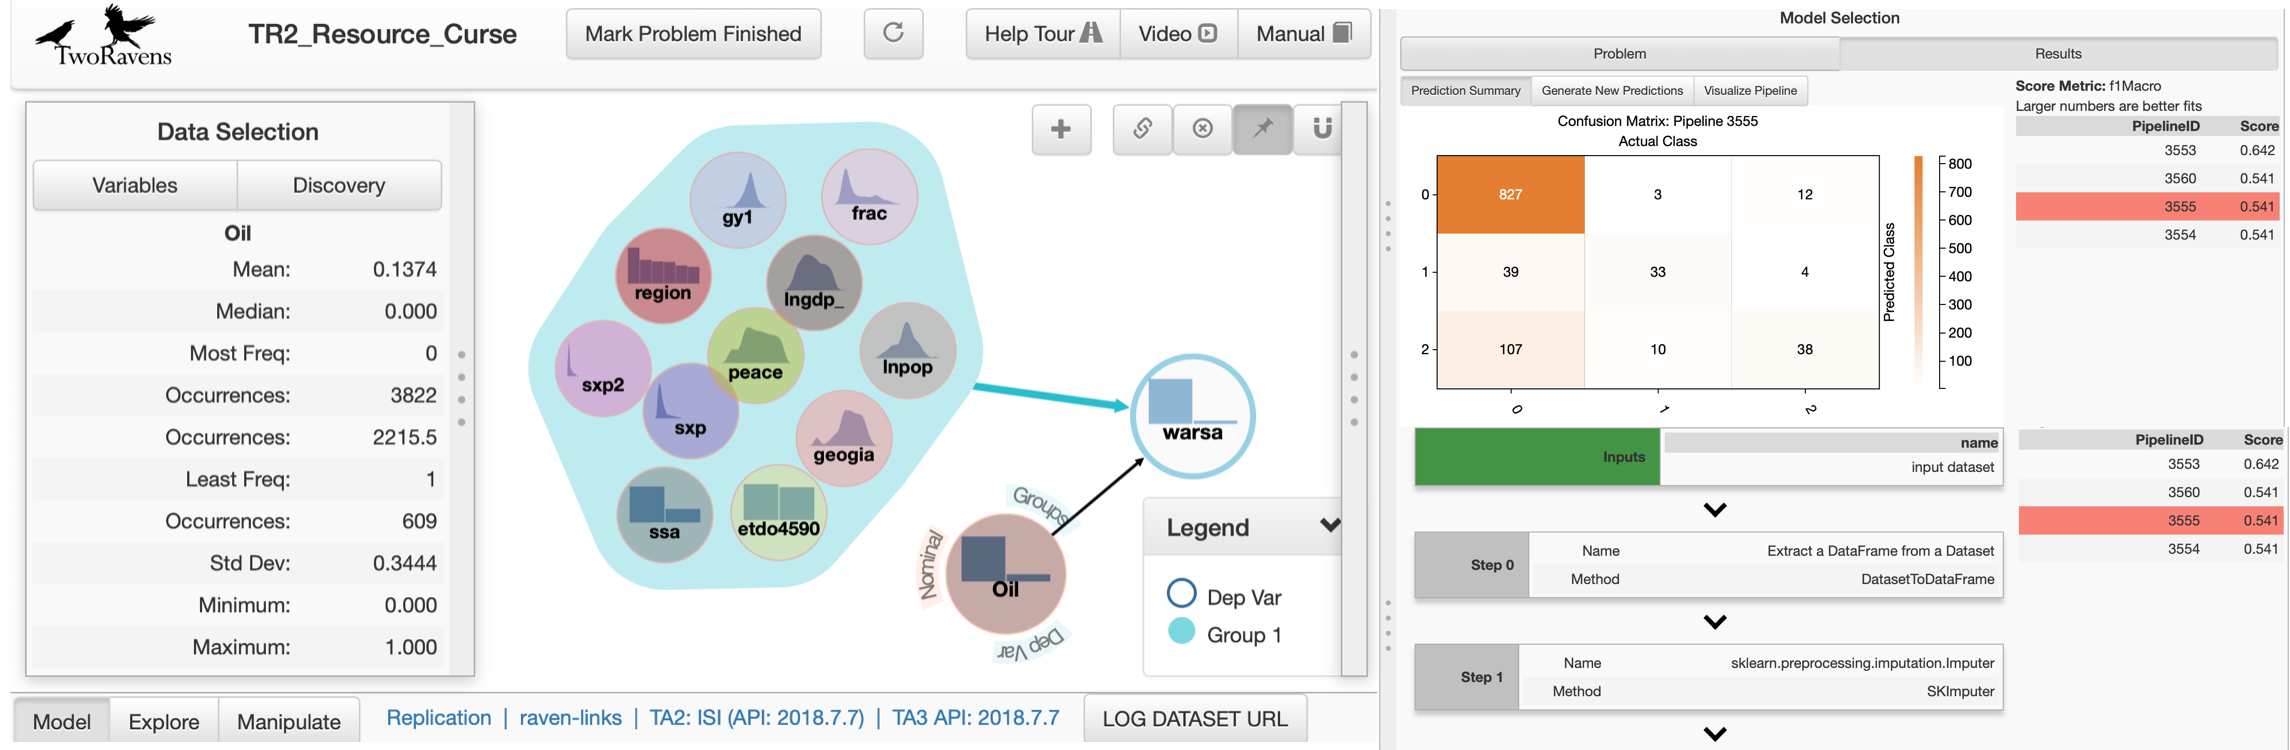 TwoRavens
TR2_Resource_Curse
Mark Problem Finished
Help Tour
Video
Manual
Data Selection
Variables
Discovery
Oil
Mean: 0.1374
Median: 0.000
Most Freq: 0
Occurrences: 3822
Occurrences: 2215.5
Least Freq: 1
Occurrences: 609
Std Dev: 0.3444
Minimum: 0.000
Maximum: 1.000
gy1
frac
region
lngdp_
peace
lnpop
sxp2
sxp
geogia
ssa
etdo4590
warsa
Groups
Nominal
Oil
Dep Var
Legend
Dep Var
Group 1
Model
Explore
Manipulate
Replication | raven-links | TA2: ISI (API: 2018.7.7) | TA3 API: 2018.7.7
LOG DATASET URL
Model Selection
Problem
Results
Prediction Summary
Generate New Predictions
Visualize Pipeline
Confusion Matrix: Pipeline 3555
Actual Class
0 827 3 12
1 39 33 4
2 107 10 38
0 1 2
Predicted Class
800
700
600
500
400
300
200
100
Score Metric: f1Macro
Larger numbers are better fits
PipelineID Score
3553 0.642
3560 0.541
3555 0.541
3554 0.541
Inputs
name
input dataset
Step 0
Name Extract a DataFrame from a Dataset
Method DatasetToDataFrame
Step 1
Name sklearn.preprocessing.imputation.Imputer
Method SKImputer
PipelineID Score
3553 0.642
3560 0.541
3555 0.541
3554 0.541